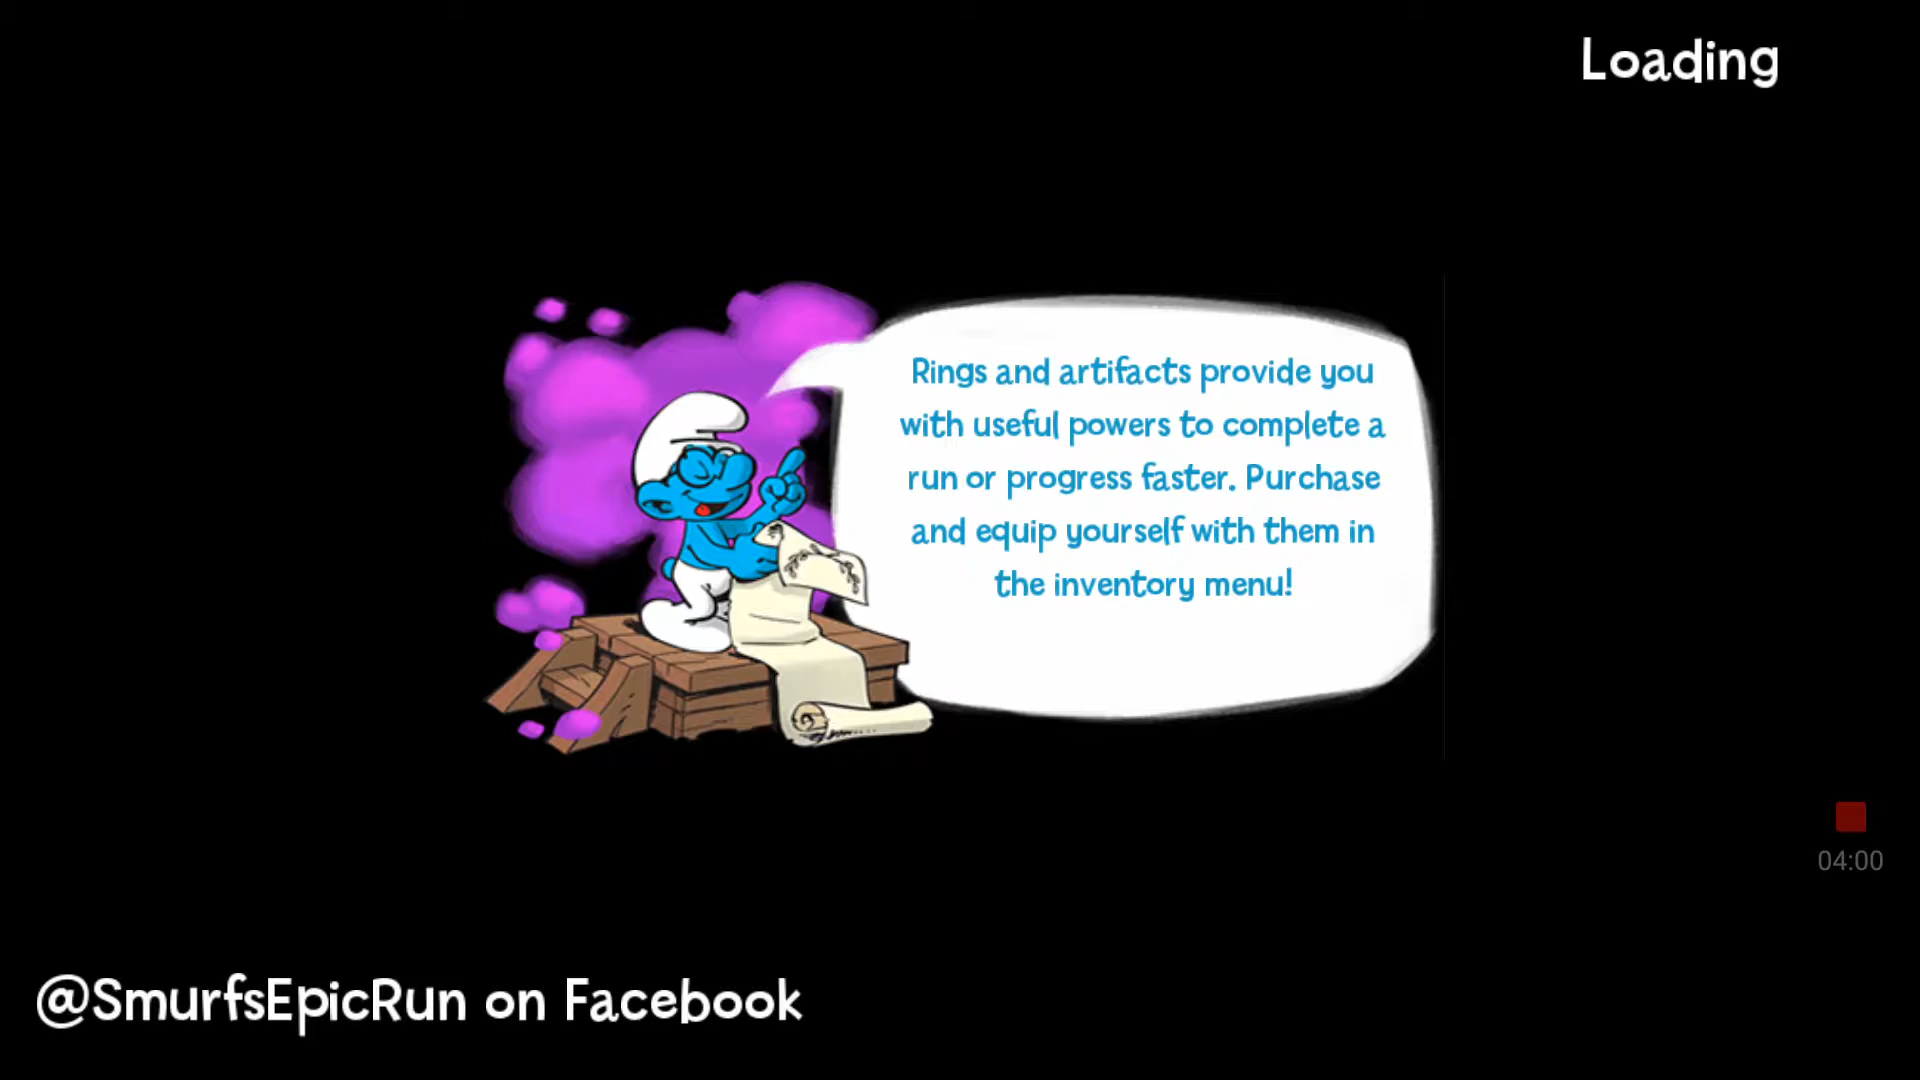 Loading
Rings and artifacts provide you
with useful powers to complete a
run or progress faster. Purchase
and equip yourself with them in
the inventory menu!
04:00
@SmurfsEpicRun on Facebook